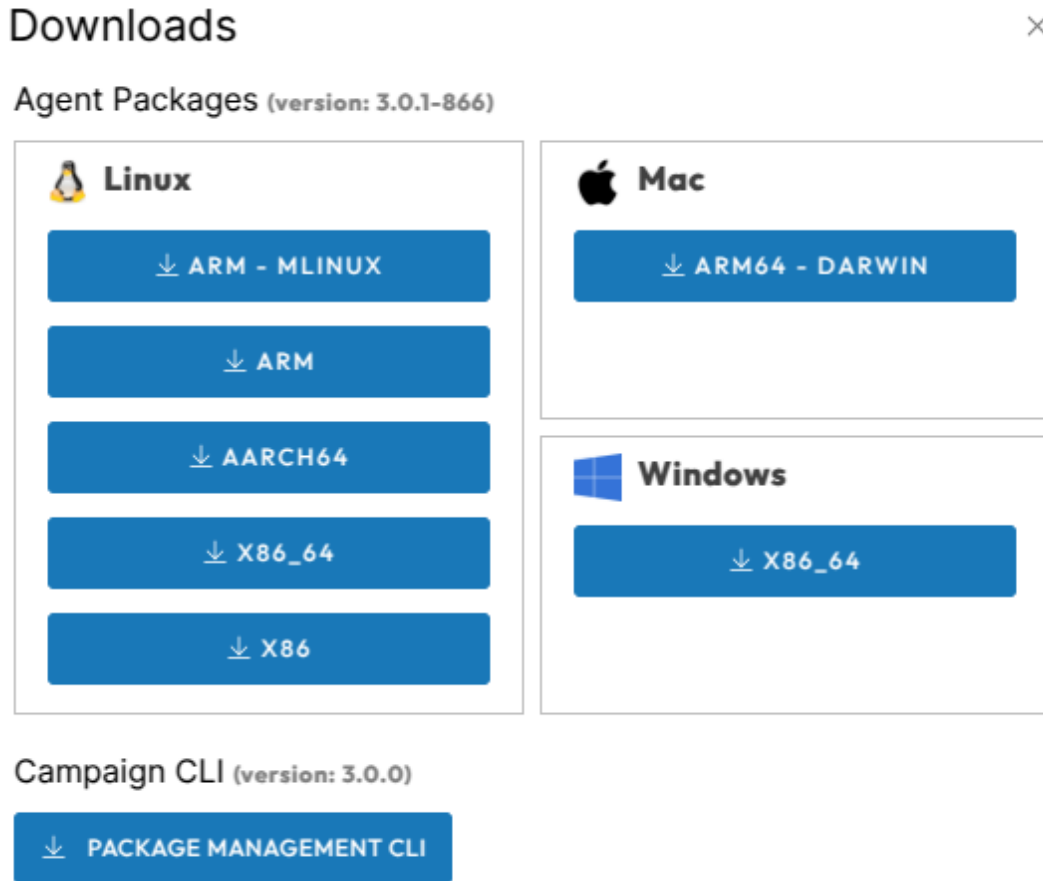 Downloads
Agent Packages (version: 3.0.1-866)
Linux
ARM - MLINUX
ARM
AARCH64
X86_64
X86
Mac
ARM64 - DARWIN
Windows
X86_64
Campaign CLI (version: 3.0.0)
PACKAGE MANAGEMENT CLI